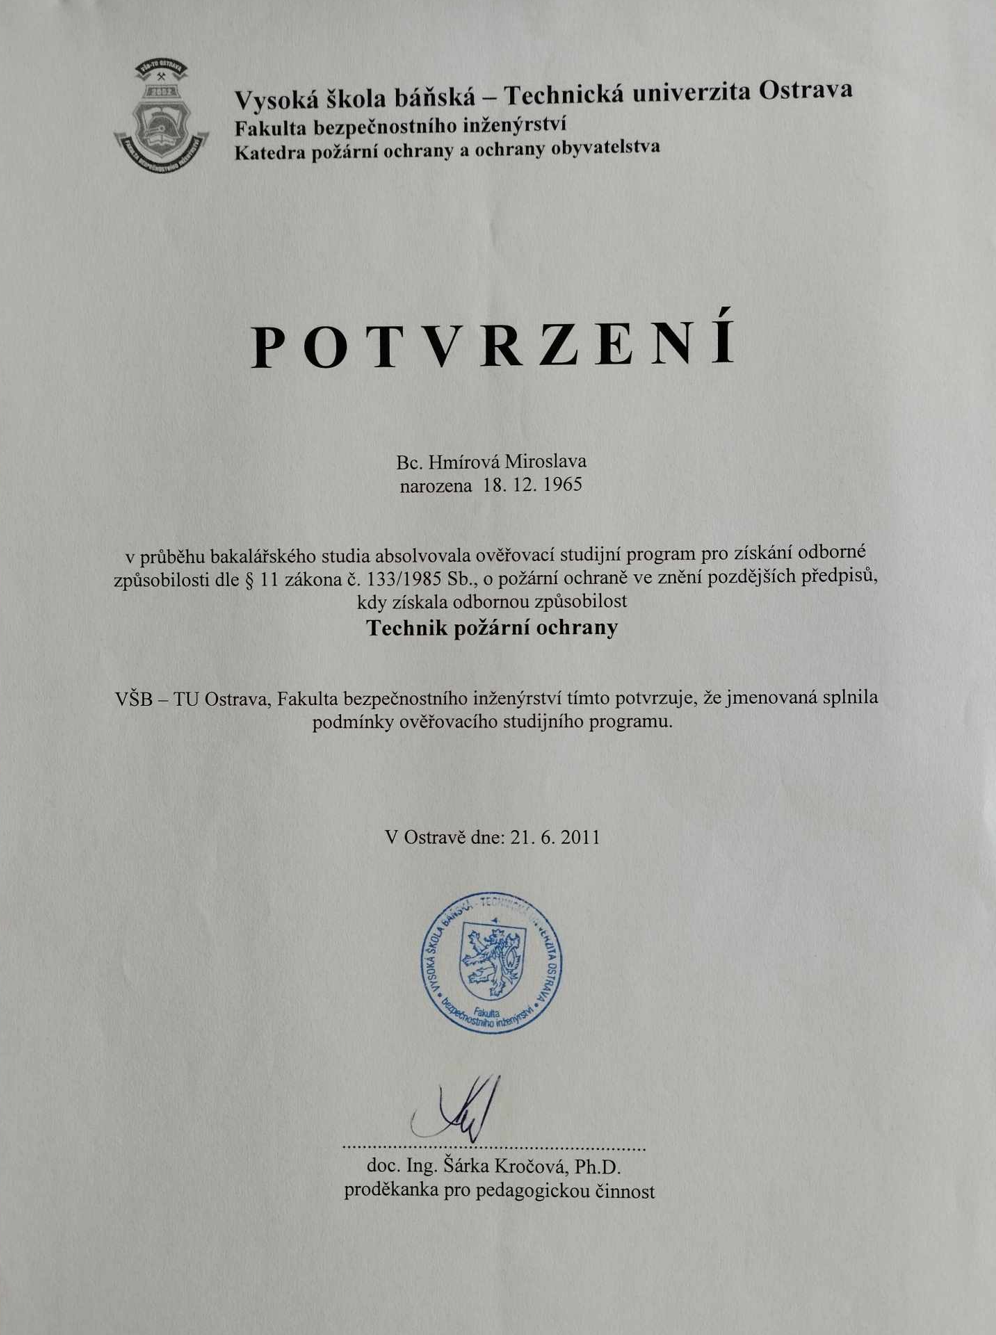 VŠB-TU OSTRAVA
Vysoká škola báňská – Technická univerzita Ostrava
Fakulta bezpečnostního inženýrství
Katedra požární ochrany a ochrany obyvatelstva
POTVRZENÍ
Bc. Hmírová Miroslava
narozena 18. 12. 1965
v průběhu bakalářského studia absolvovala ověřovací studijní program pro získání odborné
způsobilosti dle § 11 zákona č. 133/1985 Sb., o požární ochraně ve znění pozdějších předpisů,
kdy získala odbornou způsobilost
Technik požární ochrany
VŠB – TU Ostrava, Fakulta bezpečnostního inženýrství tímto potvrzuje, že jmenovaná splnila
podmínky ověřovacího studijního programu.
V Ostravě dne: 21. 6. 2011
VYSOKÁ ŠKOLA BÁŇSKÁ - TECHNICKÁ UNIVERZITA OSTRAVA
Fakulta
bezpečnostního inženýrství
doc. Ing. Šárka Kročová, Ph.D.
proděkanka pro pedagogickou činnost